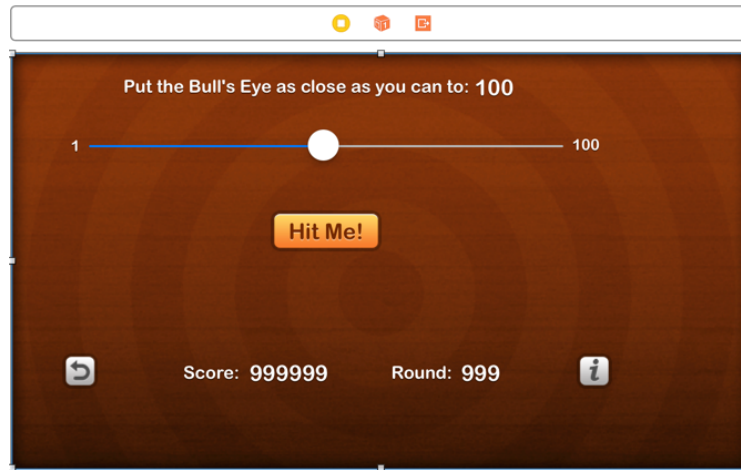 Put the Bull's Eye as close as you can to: 100
1 100
Hit Me!
Score: 999999 Round: 999 i